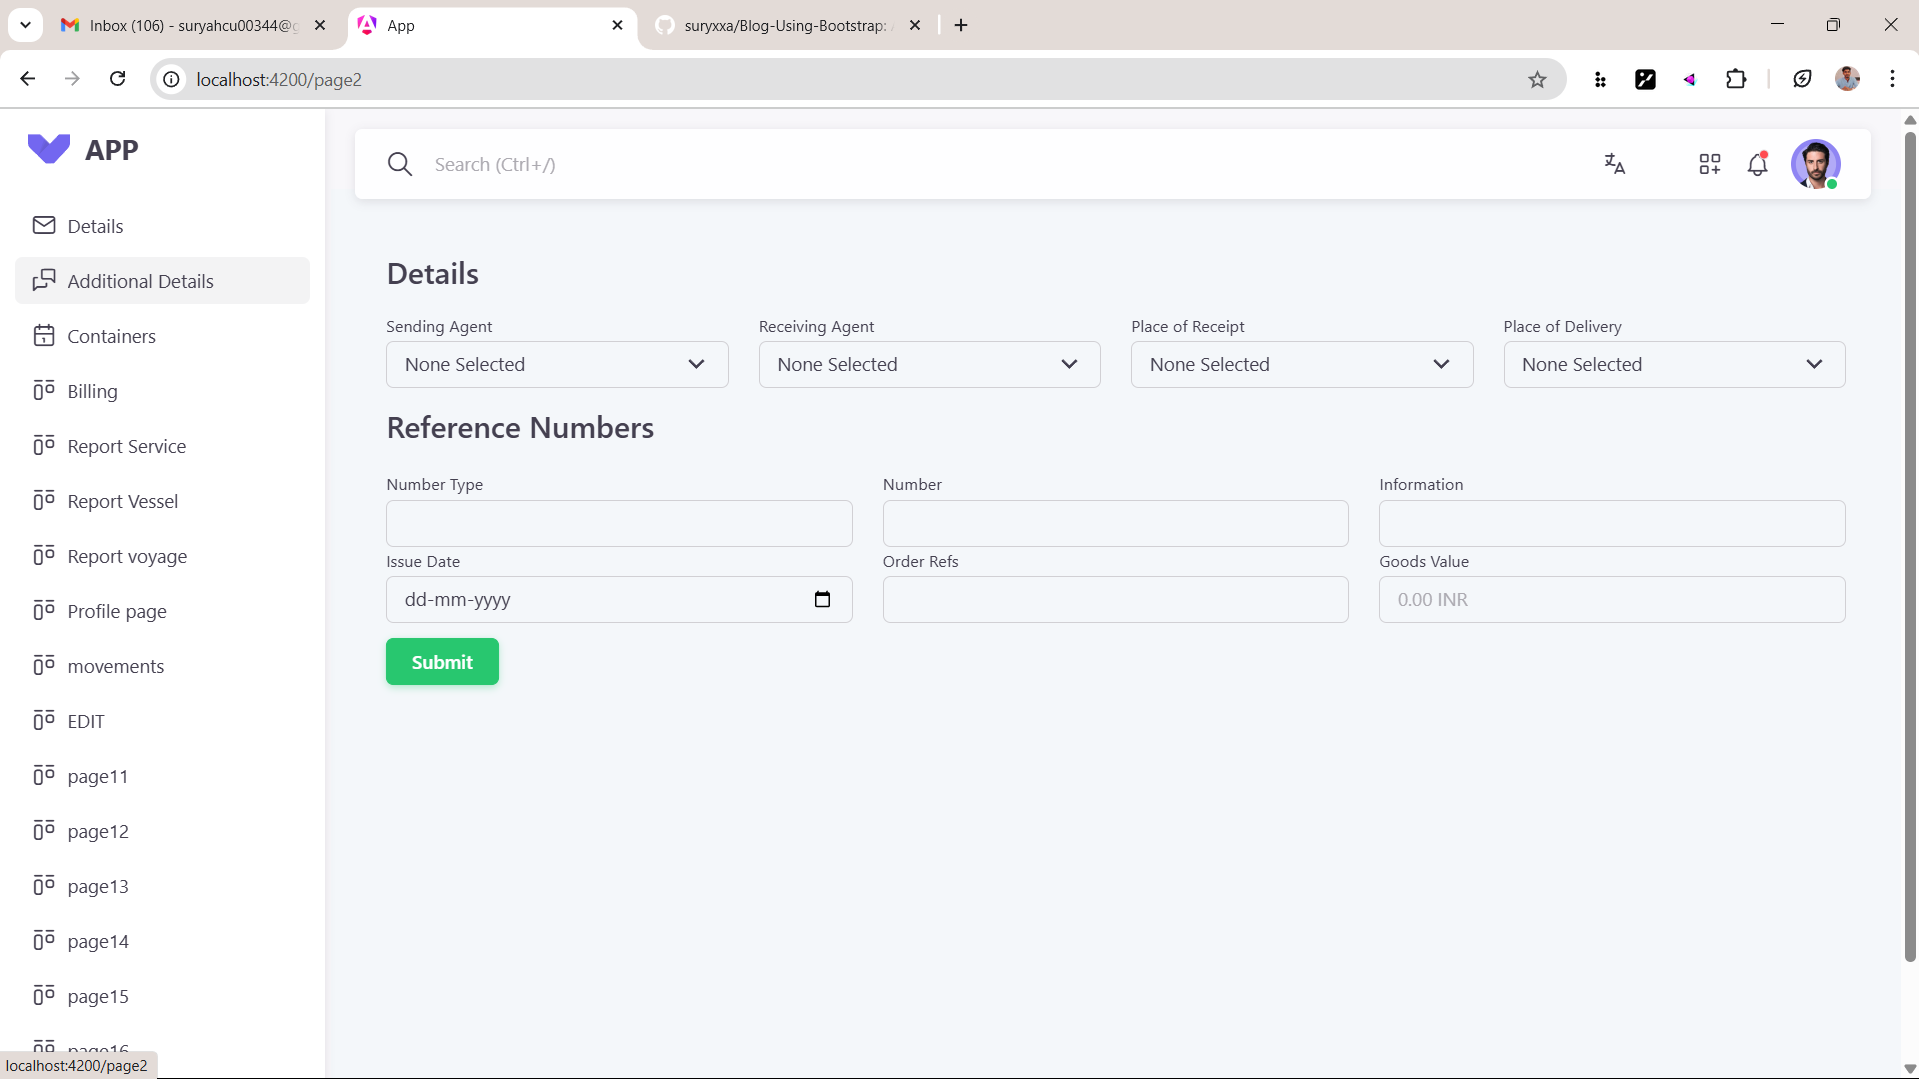 Inbox (106) - suryahcu00344@g
App
suryxxa/Blog-Using-Bootstrap: A
localhost:4200/page2
APP
Search (Ctrl+/)
Details
Additional Details
Containers
Billing
Report Service
Report Vessel
Report voyage
Profile page
movements
EDIT
page11
page12
page13
page14
page15
page16
localhost:4200/page2
Details
Sending Agent
Receiving Agent
Place of Receipt
Place of Delivery
None Selected
None Selected
None Selected
None Selected
Reference Numbers
Number Type
Number
Information
Issue Date
Order Refs
Goods Value
dd-mm-yyyy
0.00 INR
Submit